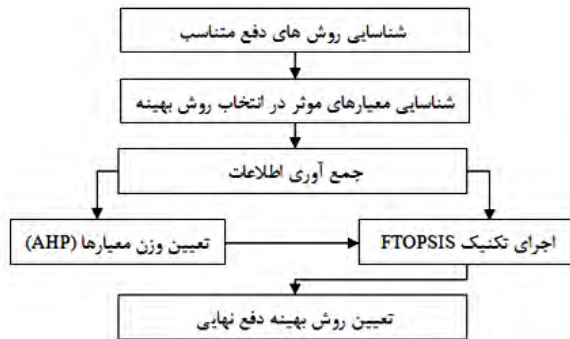 شناسایی روش های دفع متناسب
شناسایی معیارهای موثر در انتخاب روش بهینه
جمع آوری اطلاعات
اجرای تکنیک FTOPSIS
تعیین وزن معیارها (AHP)
تعیین روش بهینه دفع نهایی